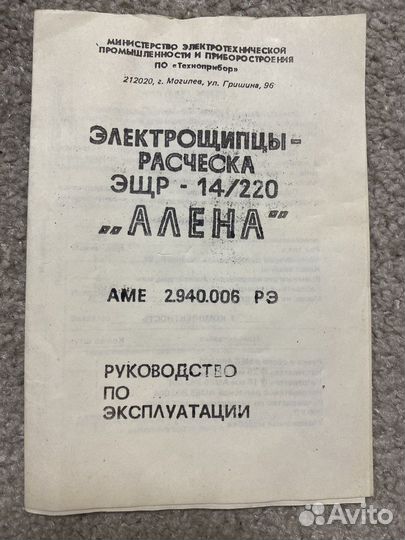 МИНИСТЕРСТВО ЭЛЕКТРОТЕХНИЧЕСКОЙ
ПРОМЫШЛЕННОСТИ И ПРИБОРОСТРОЕНИЯ
ПО «Техноприбор»
212020, г. Могилев, ул. Гришина, 96
ЭЛЕКТРОЩИПЦЫ-
РАСЧЕСКА
ЭЩР - 14/220
„АЛЕНА"
АМЕ 2.940.006 РЭ
РУКОВОДСТВО
ПО
ЭКСПЛУАТАЦИИ
Avito